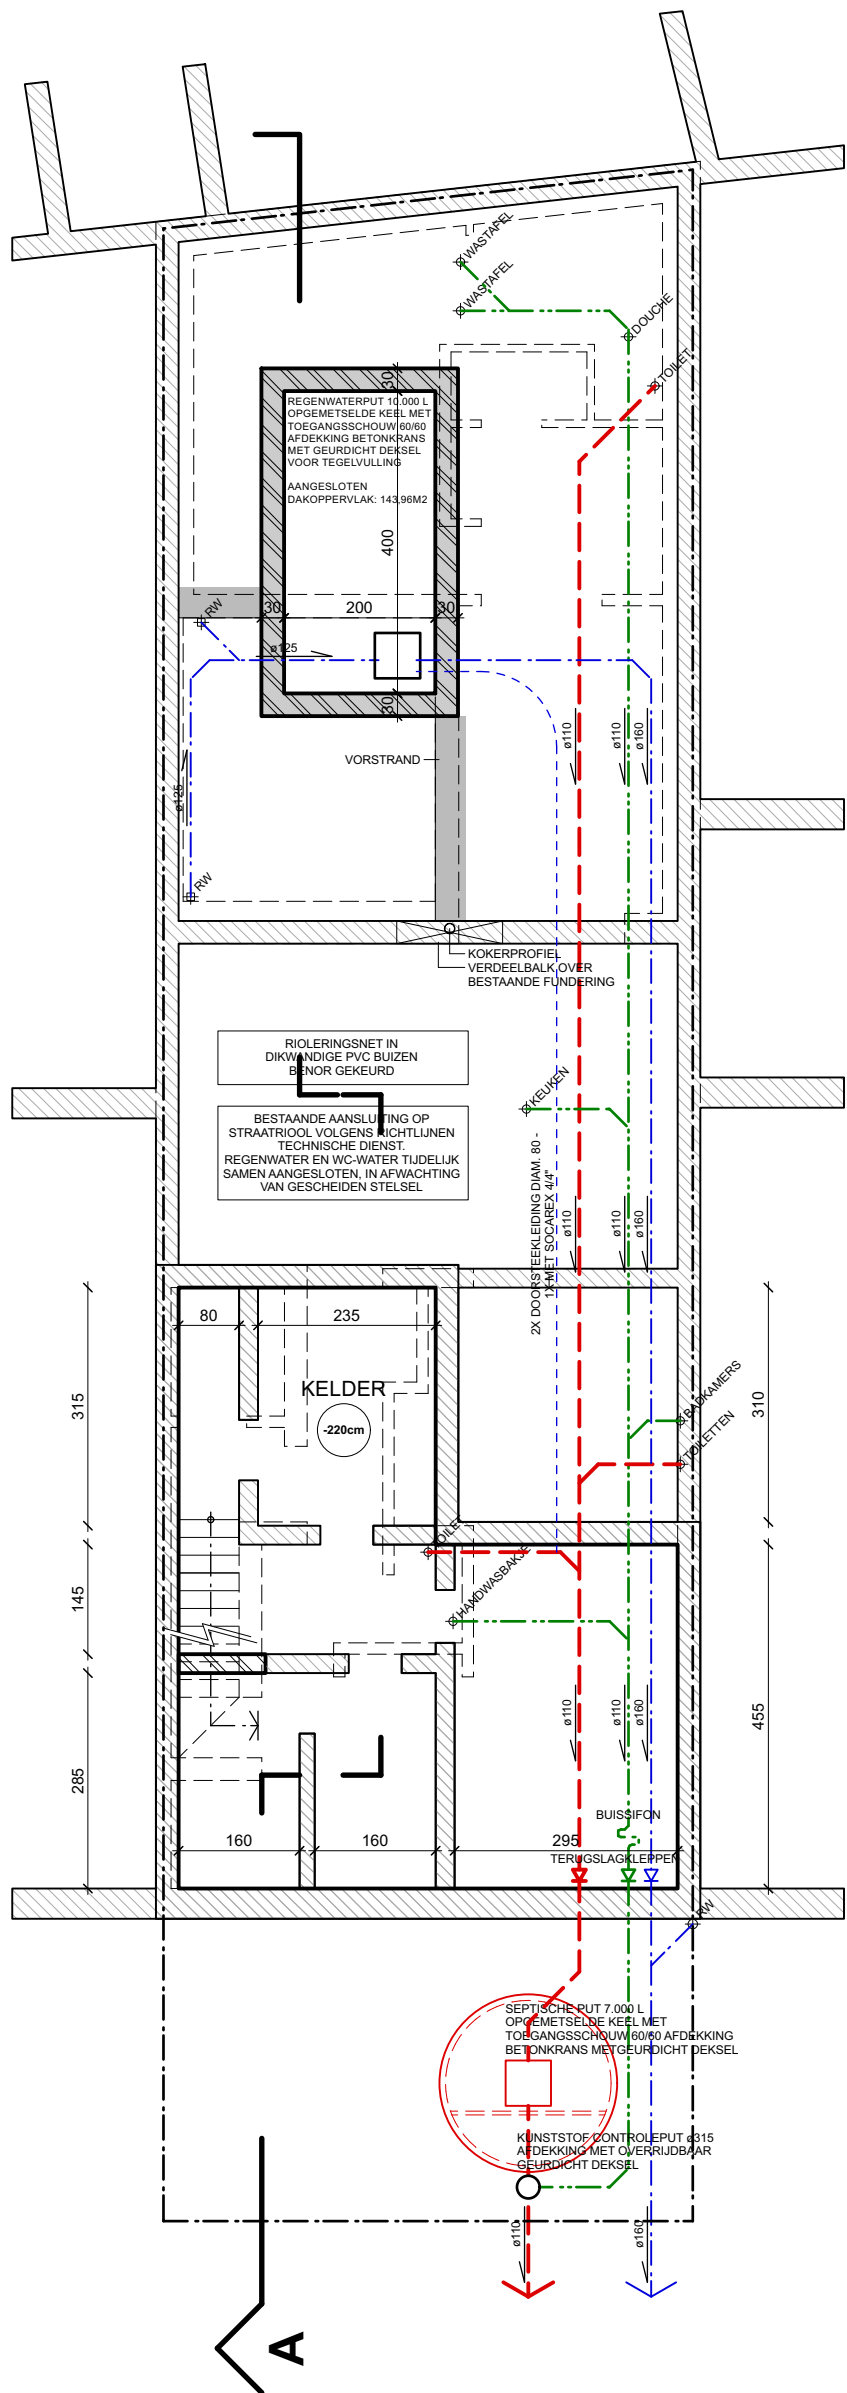 WASTAFEL
WASTAFEL
DOUCHE
TOILET
30
REGENWATERPUT 10.000 L
OPGEMETSELDE KEEL MET
TOEGANGSSCHOUW 60/60
AFDEKKING BETONKRANS
MET GEURDICHT DEKSEL
VOOR TEGELVULLING
AANGESLOTEN
DAKOPPERVLAK: 143,96M2
400
30
200
30
RW
ø125
30
ø110
ø110
ø160
VORSTRAND
ø125
RW
KOKERPROFIEL
VERDEELBALK OVER
BESTAANDE FUNDERING
RIOLERINGSNET IN
DIKWANDIGE PVC BUIZEN
BENOR GEKEURD
KEUKEN
BESTAANDE AANSLUITING OP
STRAATRIOOL VOLGENS RICHTLIJNEN
TECHNISCHE DIENST.
REGENWATER EN WC-WATER TIJDELIJK
SAMEN AANGESLOTEN, IN AFWACHTING
VAN GESCHEIDEN STELSEL
2X DOORSTEEKLEIDING DIAM. 80 -
1X MET SOCAREX 4/4"
ø110
ø110
ø160
80
235
KELDER
-220cm
315
310
BADKAMERS
TOILETTEN
TOILET
HANDWASBAKJE
145
455
285
ø110
ø110
ø160
BUISSIFON
160
160
295
TERUGSLAGKLEPPEN
RW
SEPTISCHE PUT 7.000 L
OPGEMETSELDE KEEL MET
TOEGANGSSCHOUW 60/60 AFDEKKING
BETONKRANS METGEURDICHT DEKSEL
KUNSTSTOF CONTROLEPUT ø315
AFDEKKING MET OVERRIJDBAAR
GEURDICHT DEKSEL
ø110
ø160
A